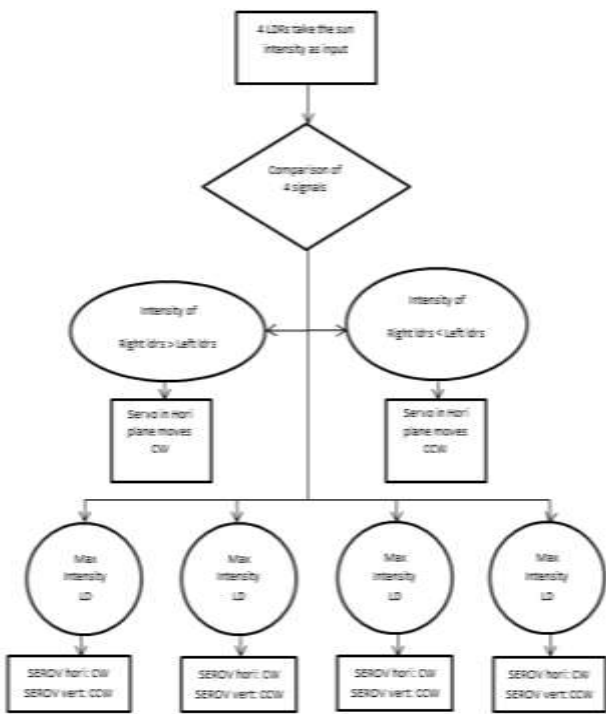 4 LDRs take the sun
intensity as input
Comparison of
4 signals
Intensity of
Right ldrs > Left ldrs
Intensity of
Right ldrs < Left ldrs
Servo in Hori
plane moves
CW
Servo in Hori
plane moves
CCW
Max
Intensity
LD
Max
Intensity
LD
Max
Intensity
LD
Max
Intensity
LD
SEROV hori: CW
SEROV vert: CCW
SEROV hori: CW
SEROV vert: CCW
SEROV hori: CW
SEROV vert: CCW
SEROV hori: CW
SEROV vert: CCW